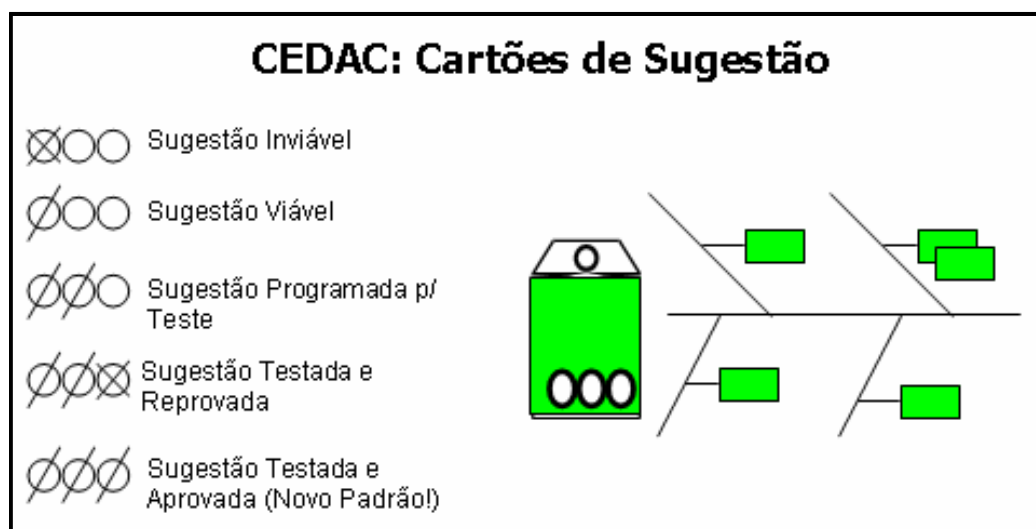 CEDAC: Cartões de Sugestão
Sugestão Inviável
Sugestão Viável
Sugestão Programada p/
Teste
Sugestão Testada e
Reprovada
Sugestão Testada e
Aprovada (Novo Padrão!)